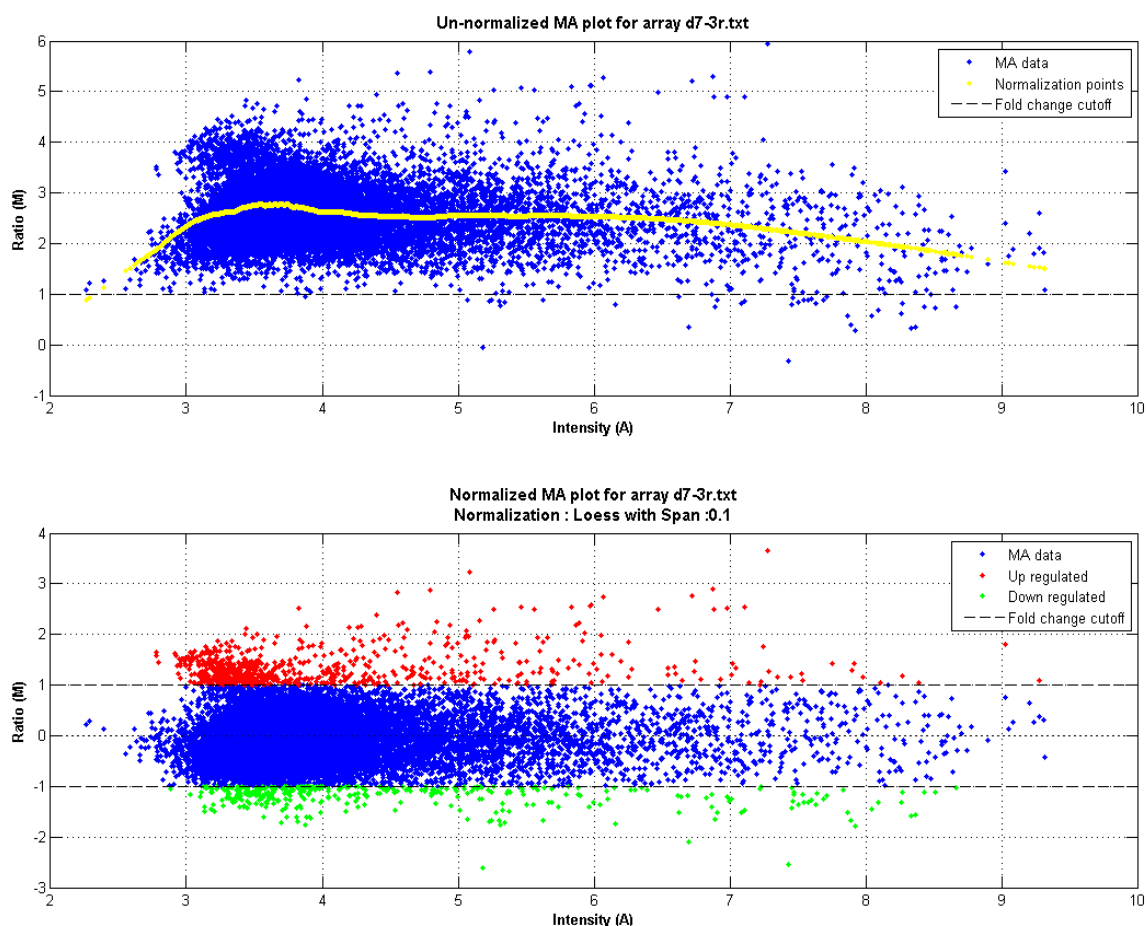 Un-normalized MA plot for array d7-3r.txt
6
5
4
3
2
1
0
-1
Ratio (M)
MA data
Normalization points
Fold change cutoff
2 3 4 5 6 7 8 9 10
Intensity (A)
Normalized MA plot for array d7-3r.txt
Normalization : Loess with Span :0.1
4
3
2
1
0
-1
-2
-3
Ratio (M)
MA data
Up regulated
Down regulated
Fold change cutoff
2 3 4 5 6 7 8 9 10
Intensity (A)